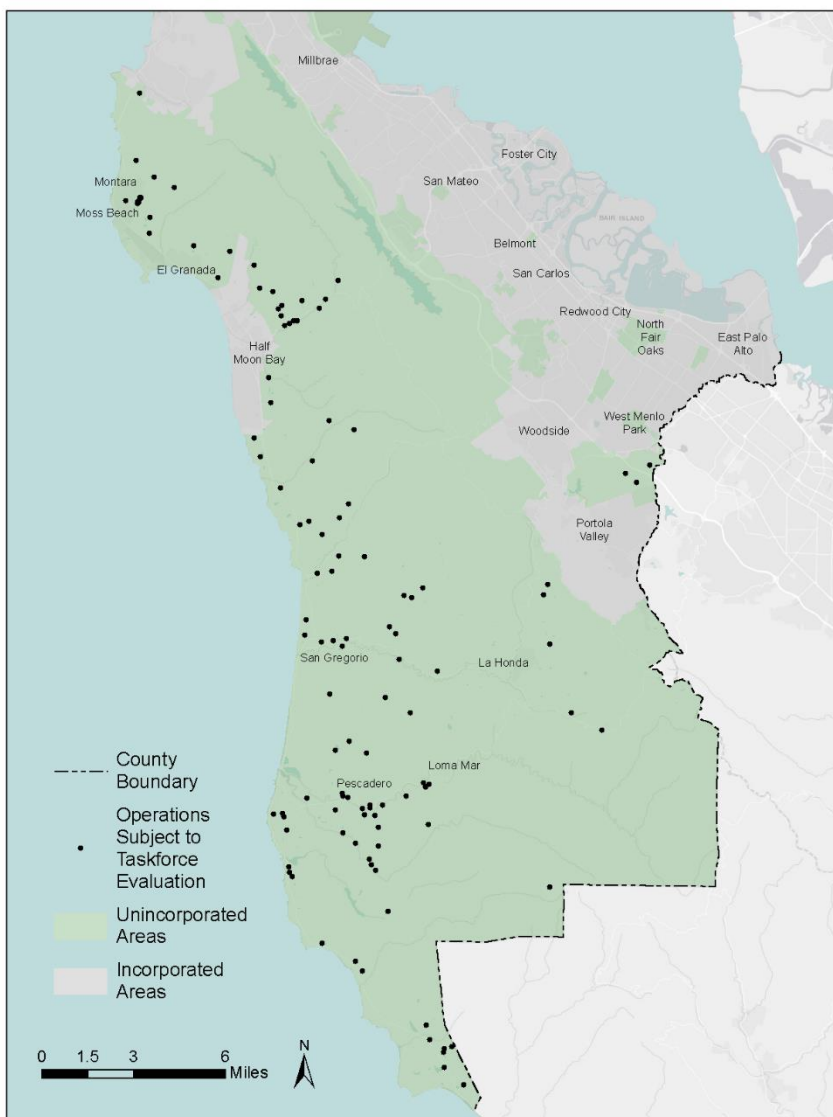 Millbrae
Foster City
San Mateo
Montara
BAIR ISLAND
Moss Beach
Belmont
El Granada
San Carlos
Redwood City
North
Fair
Oaks
East Palo
Alto
Half
Moon Bay
West Menlo
Park
Woodside
Portola
Valley
San Gregorio
La Honda
Loma Mar
Pescadero
County
Boundary
Operations
Subject to
Taskforce
Evaluation
Unincorporated
Areas
Incorporated
Areas
N
0 1.5 3 6
Miles